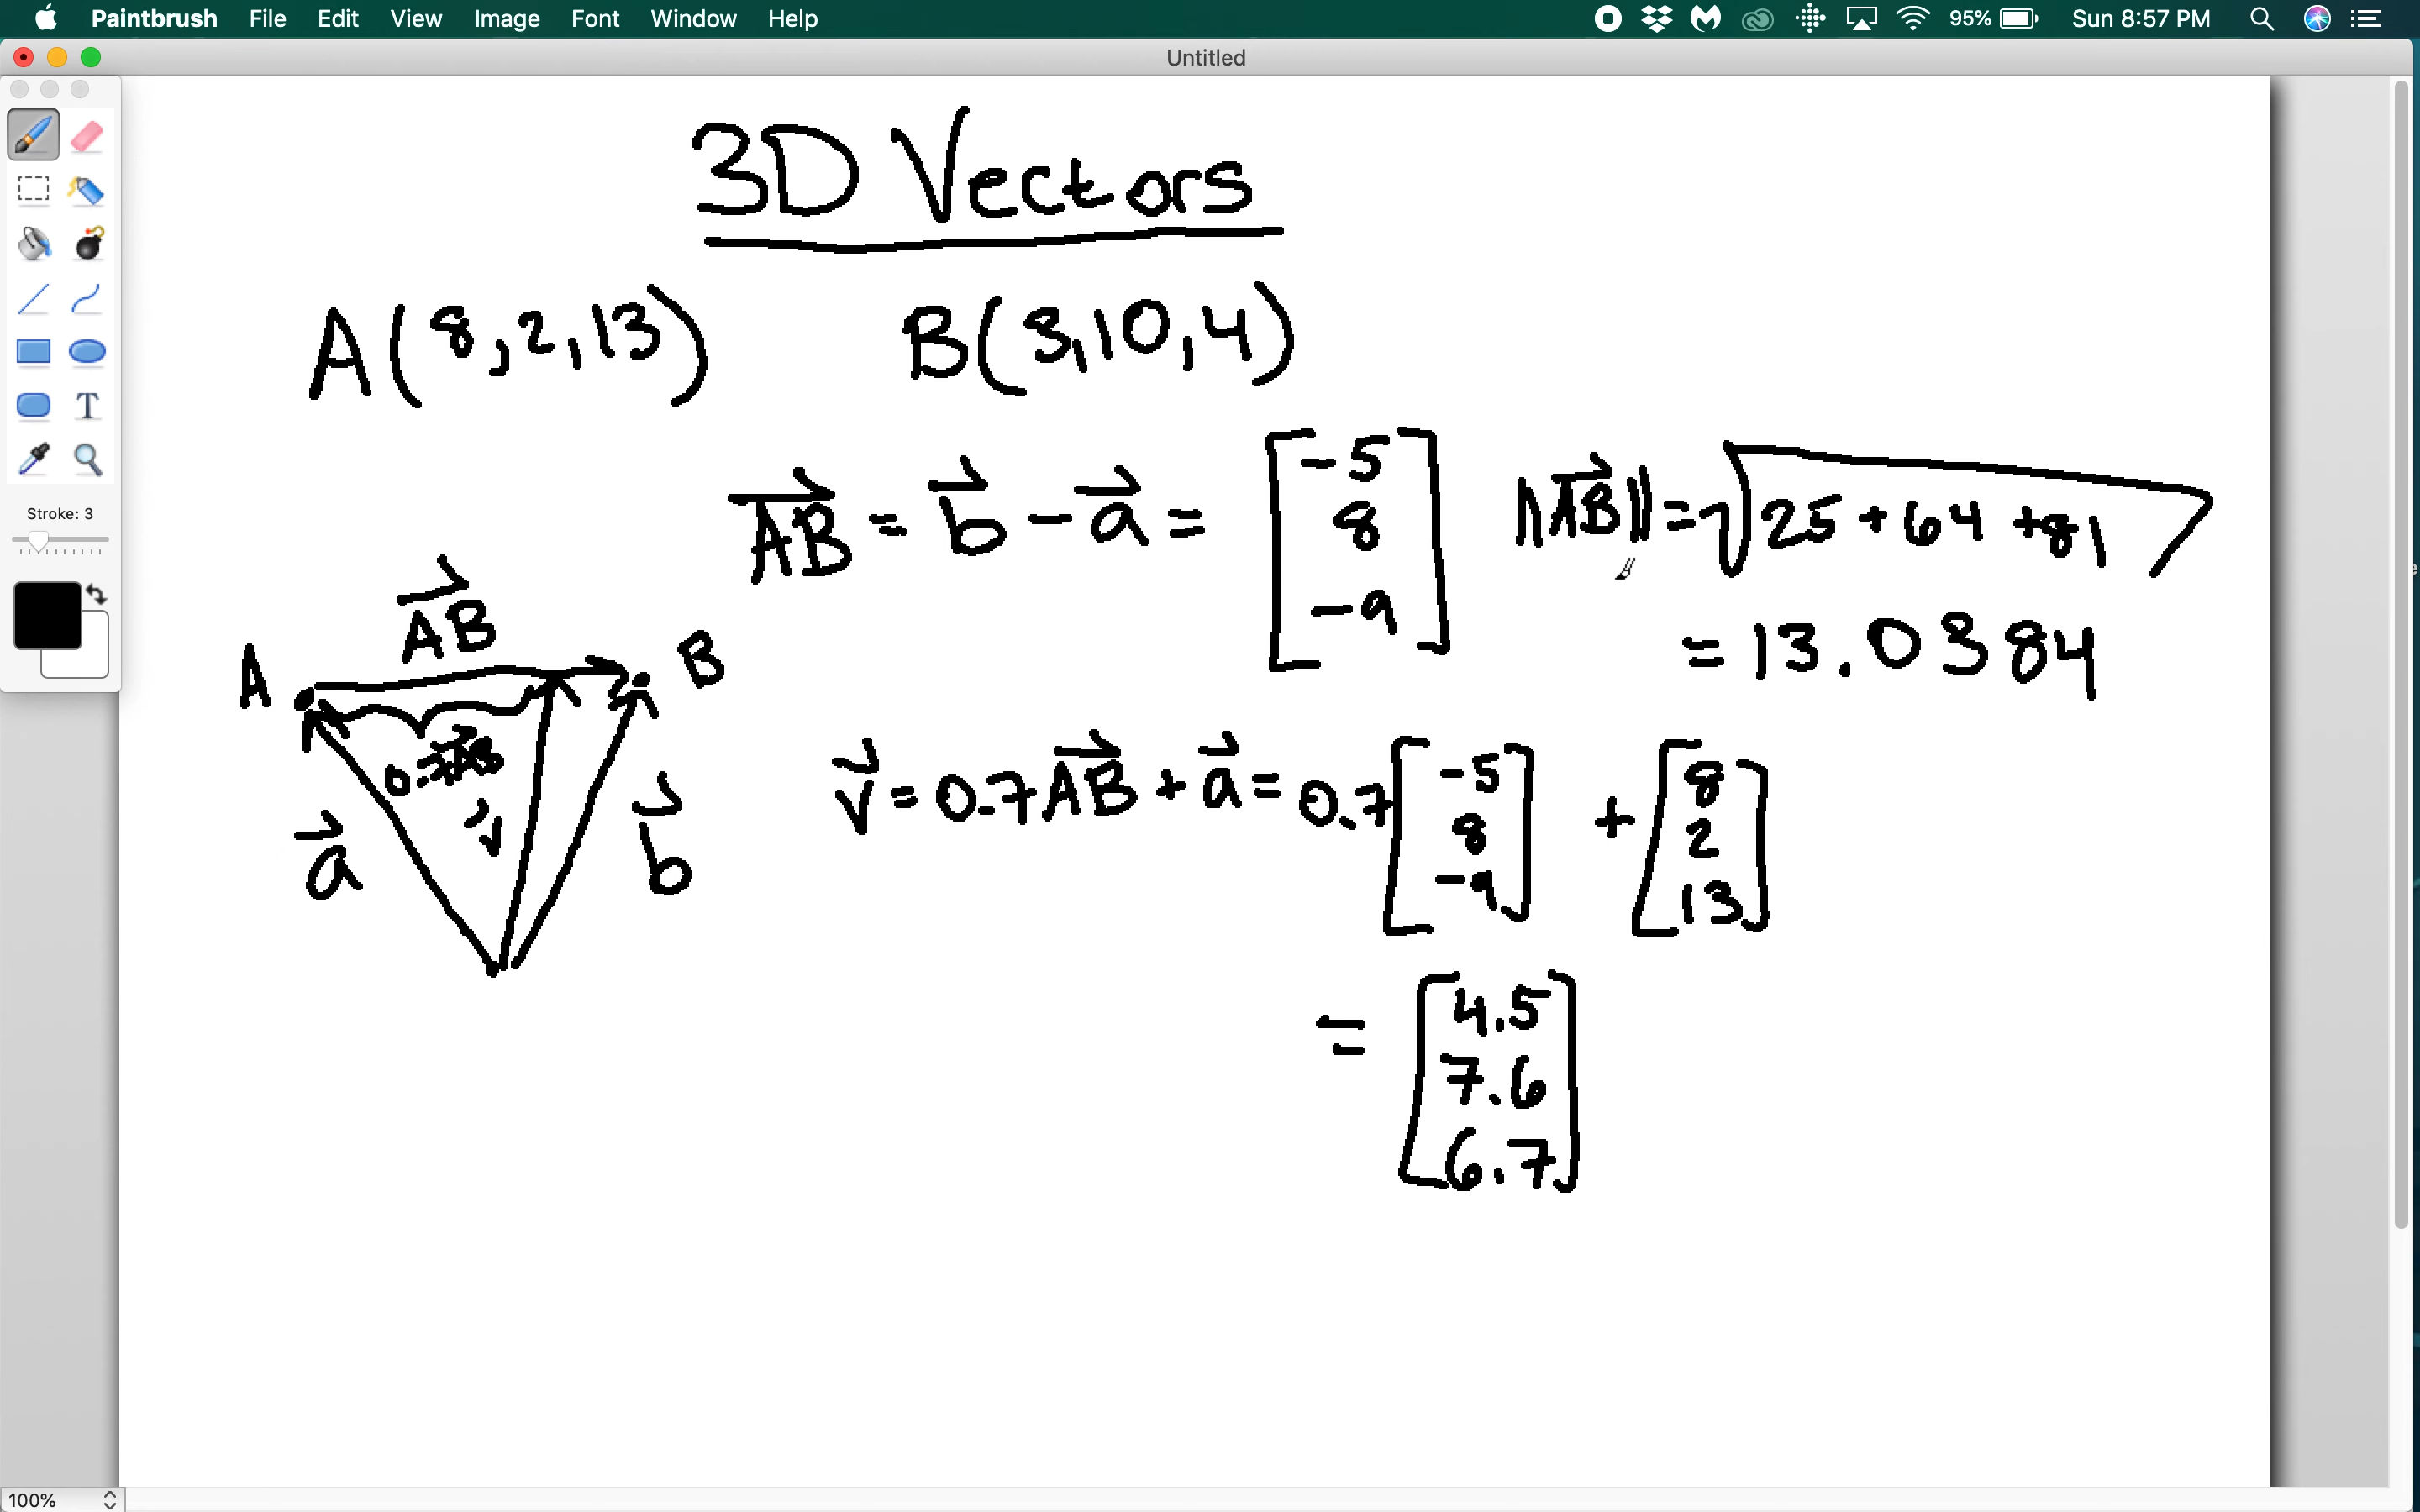 Paintbrush File Edit View Image Font Window Help 95% Sun 8:57 PM
Untitled
3D Vectors
A(8,2,13) B(3,10,4)
T
Stroke: 3
AB = b - a = [-5 8 -9] ||AB|| = √25 + 64 + 81
= 13.0384
AB
A B
0.7AB
v
a b
v = 0.7AB + a = 0.7[-5 8 -9] + [8 2 13]
= [4.5 7.6 6.7]
100%